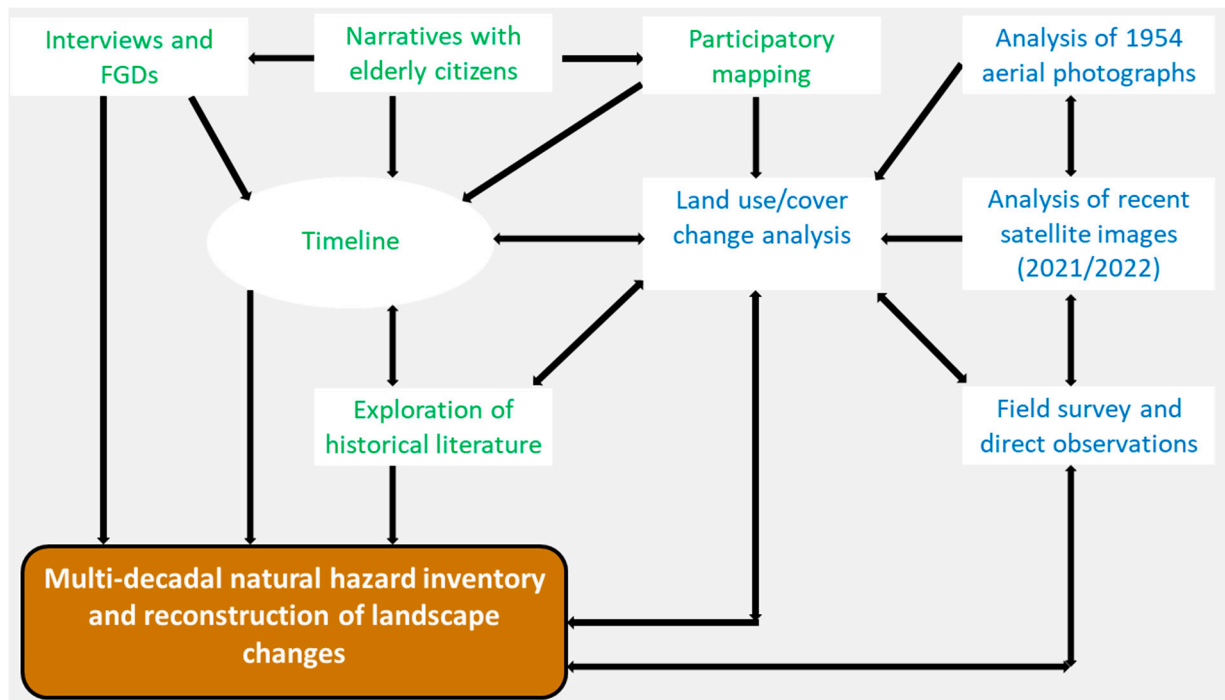 Interviews and
FGDs
Narratives with
elderly citizens
Participatory
mapping
Analysis of 1954
aerial photographs
Timeline
Land use/cover
change analysis
Analysis of recent
satellite images
(2021/2022)
Exploration of
historical literature
Field survey and
direct observations
Multi-decadal natural hazard inventory
and reconstruction of landscape
changes